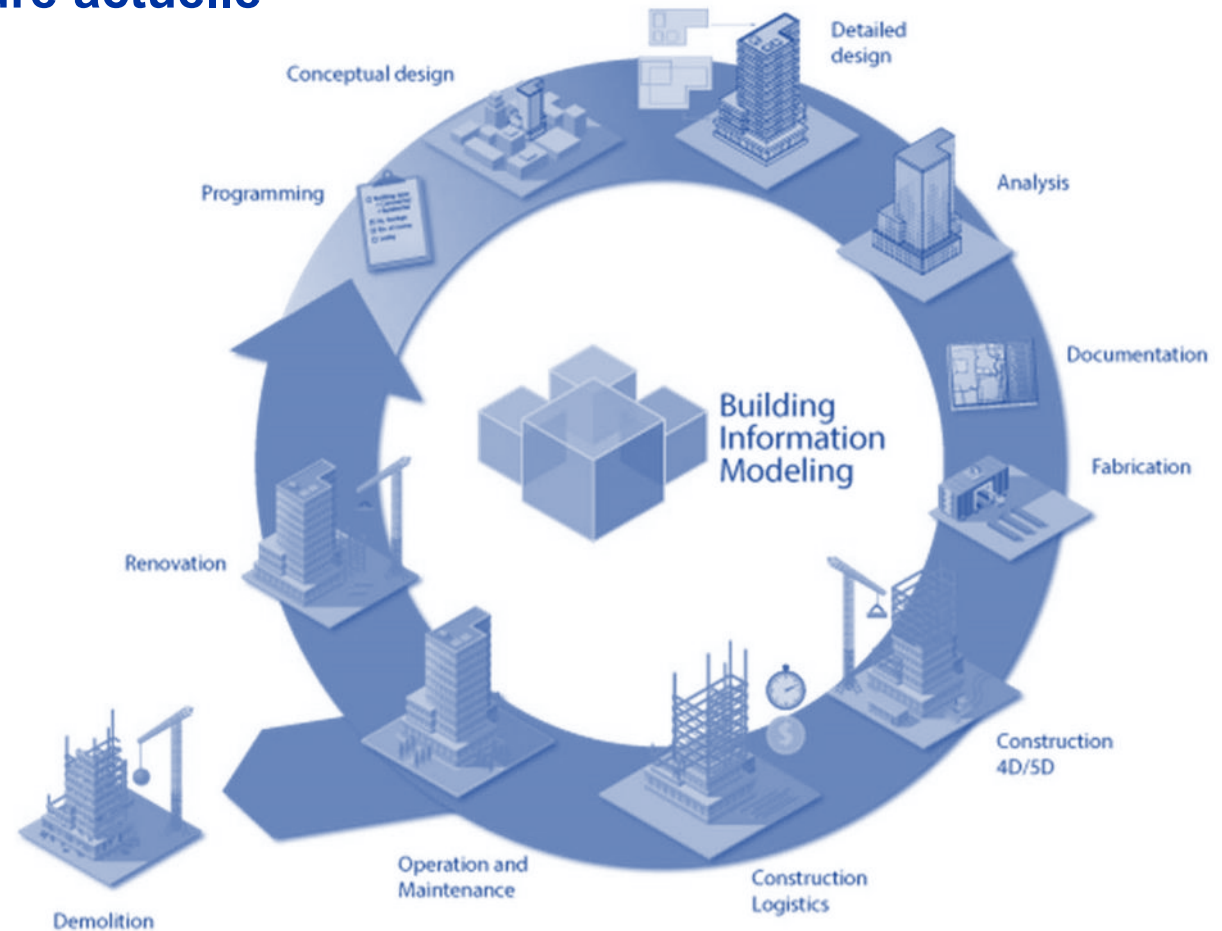 actuelle
Detailed
design
Conceptual design
Programming
Analysis
Documentation
Building
Information
Modeling
Fabrication
Renovation
$
Construction
4D/5D
Operation and
Maintenance
Construction
Logistics
Demolition